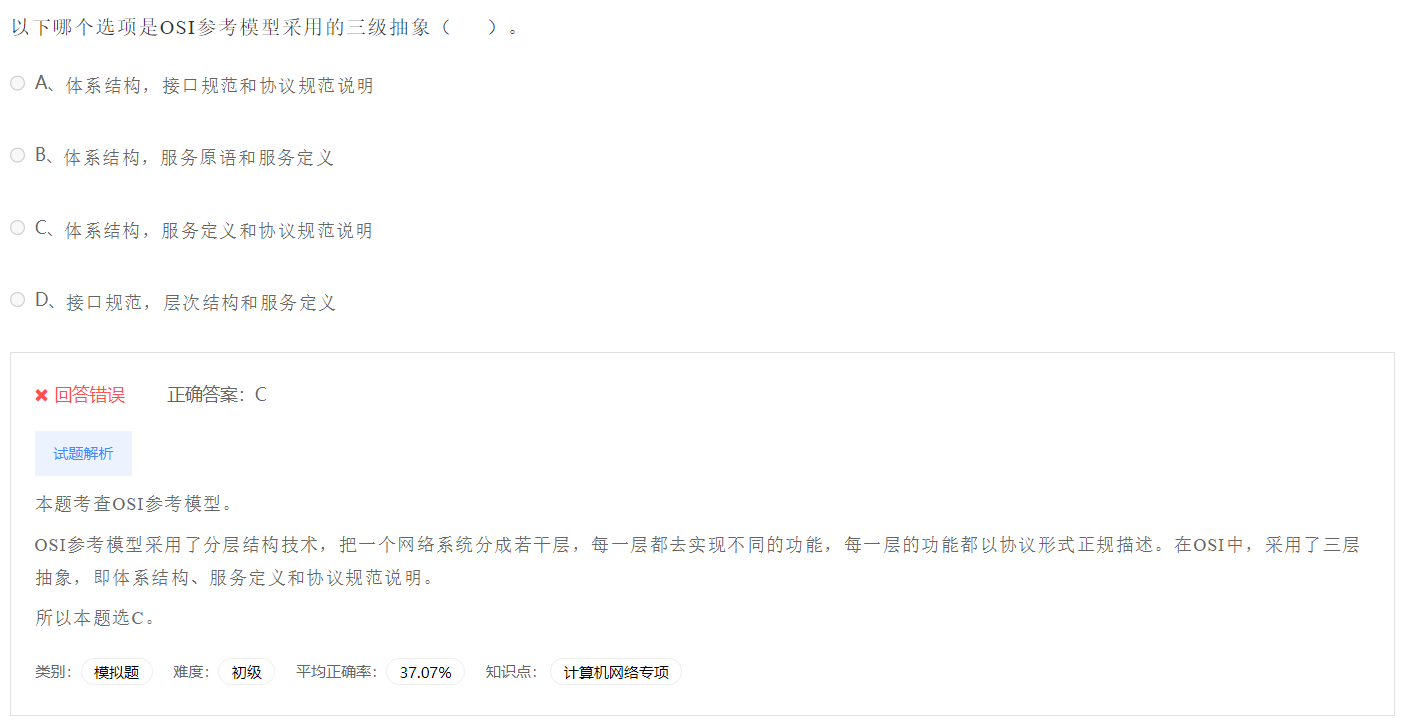 以下哪个选项是OSI参考模型采用的三级抽象（　　）。
A、体系结构，接口规范和协议规范说明
B、体系结构，服务原语和服务定义
C、体系结构，服务定义和协议规范说明
D、接口规范，层次结构和服务定义
回答错误 正确答案：C
试题解析
本题考查OSI参考模型。
OSI参考模型采用了分层结构技术，把一个网络系统分成若干层，每一层都去实现不同的功能，每一层的功能都以协议形式正规描述。在OSI中，采用了三层
抽象，即体系结构、服务定义和协议规范说明。
所以本题选C。
类别： 模拟题 难度： 初级 平均正确率： 37.07% 知识点： 计算机网络专项